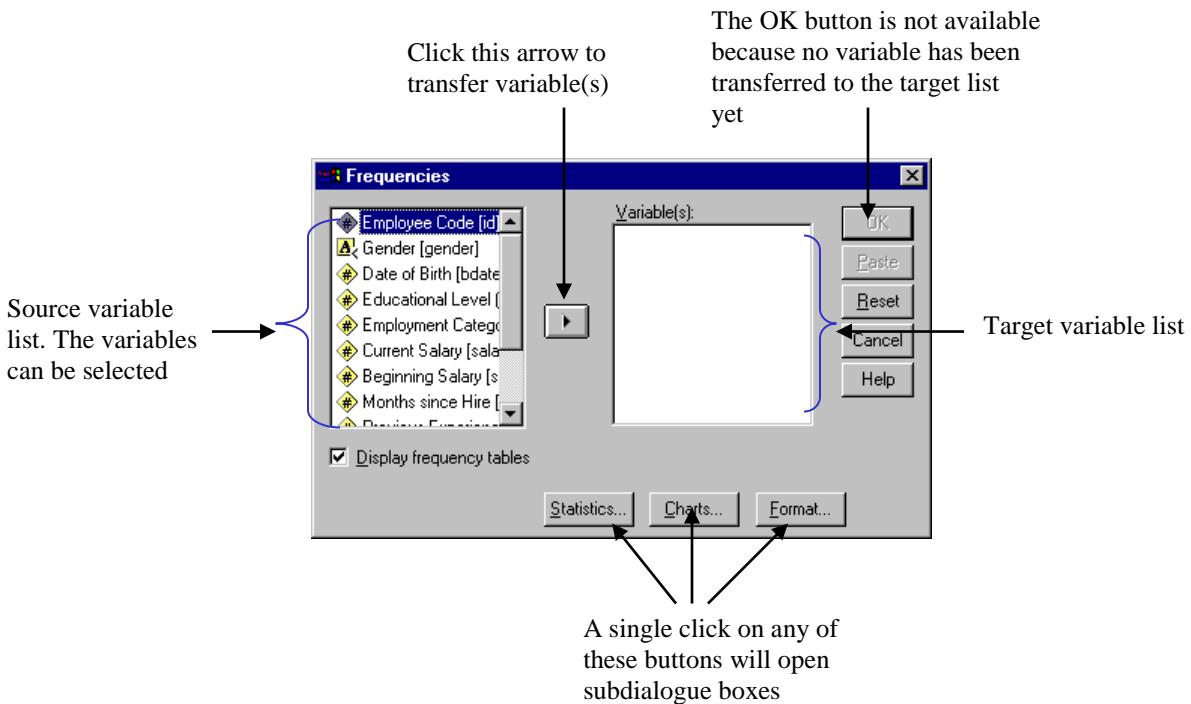 The OK button is not available
because no variable has been
transferred to the target list
yet
Click this arrow to
transfer variable(s)
Frequencies
Employee Code [id]
Gender [gender]
Date of Birth [bdate
Educational Level (
Employment Catego
Current Salary [sala
Beginning Salary [s
Months since Hire [
Variable(s):
OK
Paste
Reset
Cancel
Help
Source variable
list. The variables
can be selected
Target variable list
Display frequency tables
Statistics...
Charts...
Format...
A single click on any of
these buttons will open
subdialogue boxes